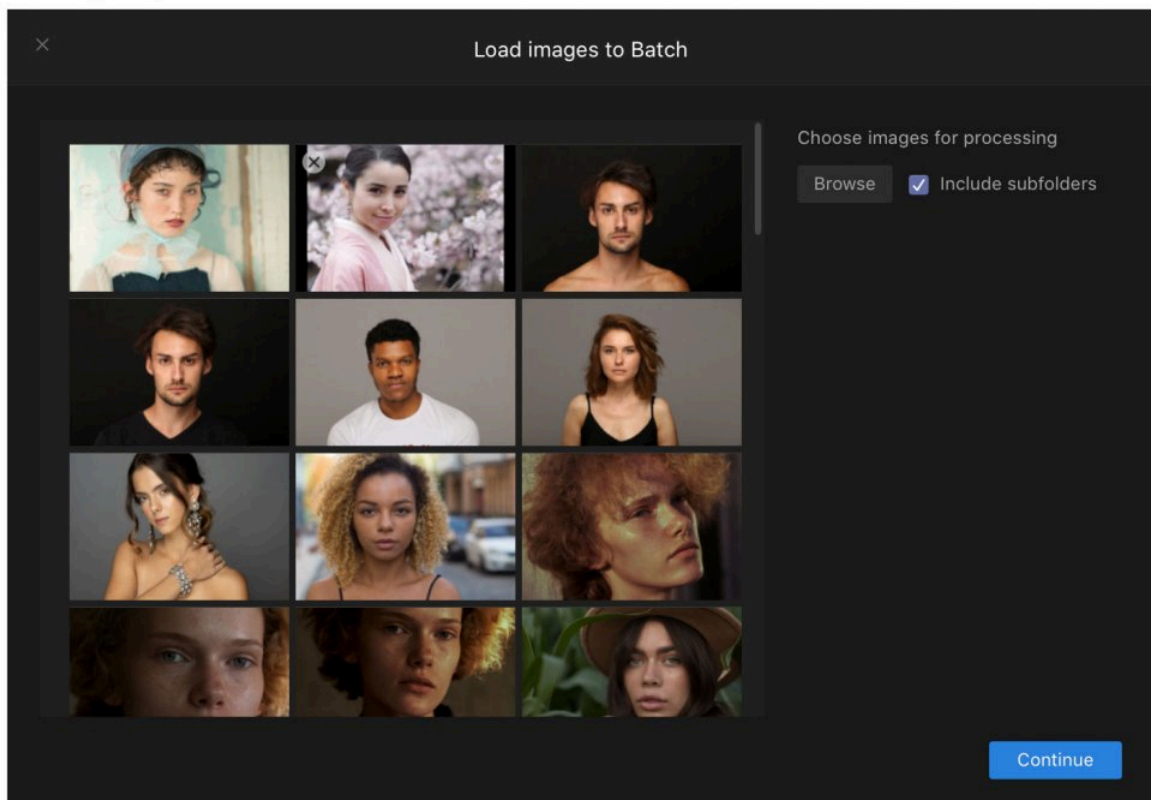 Load images to Batch
Choose images for processing
Browse
Include subfolders
Continue